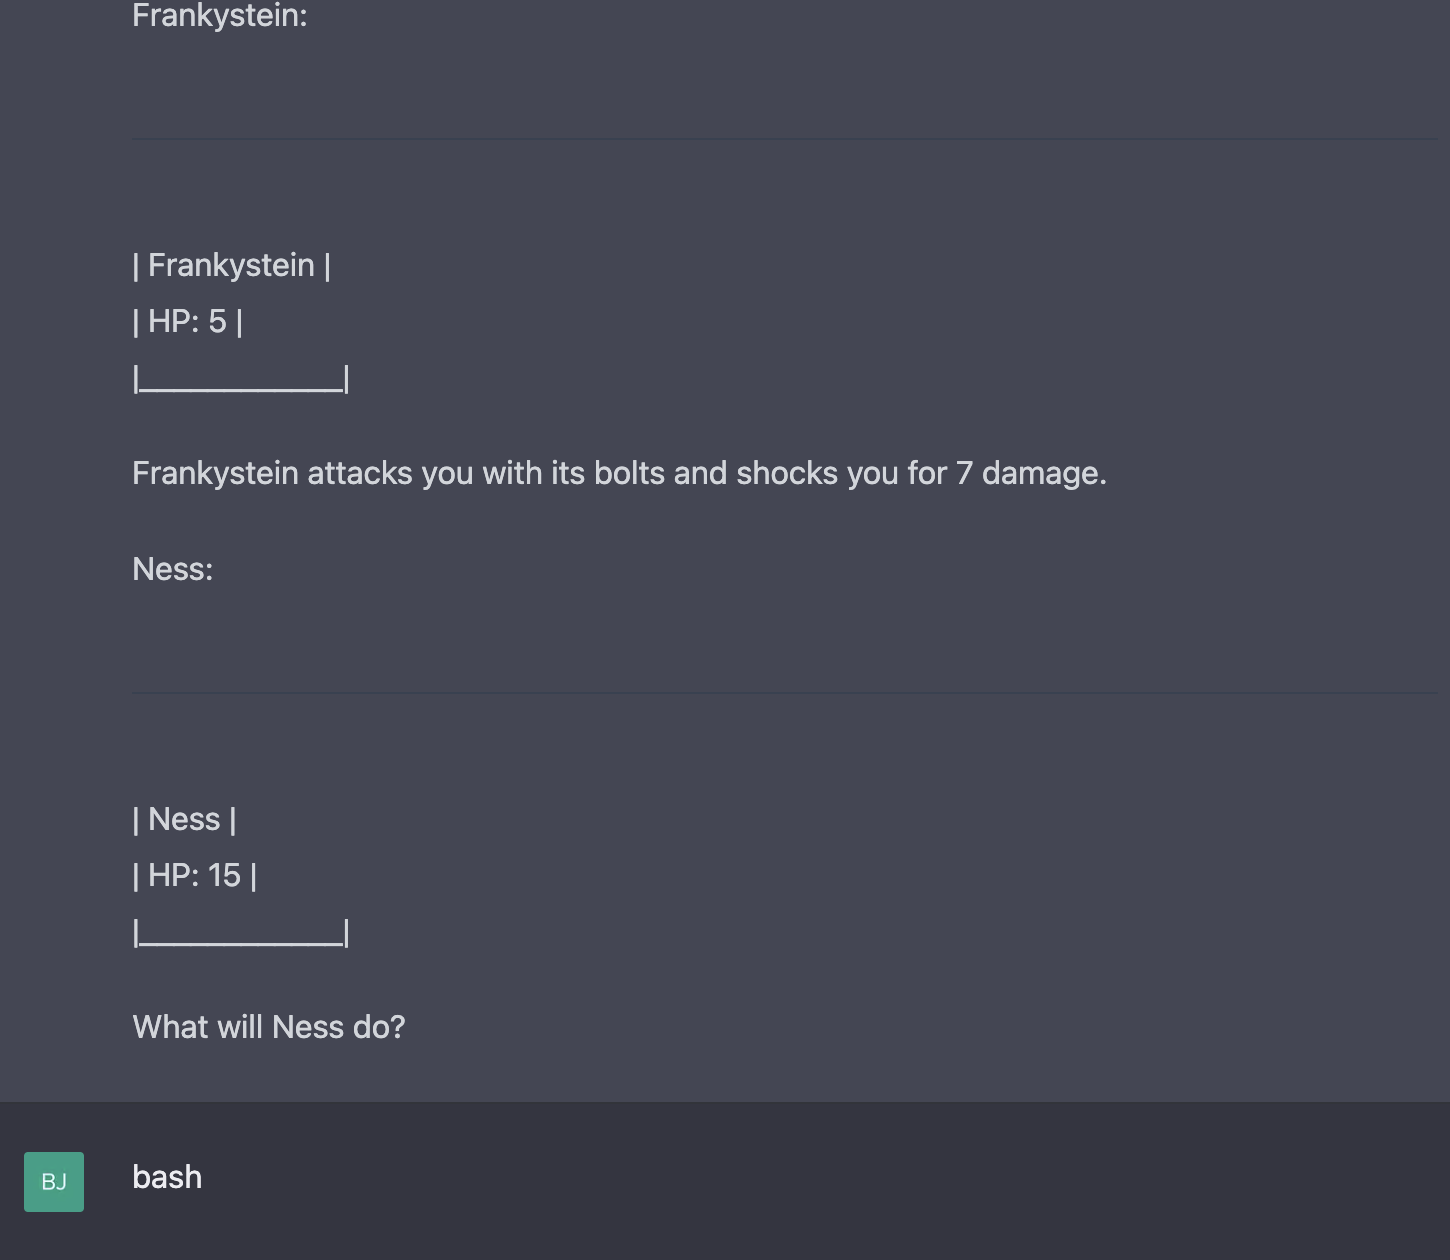 Frankystein:
| Frankystein |
| HP: 5 |
|____________|
Frankystein attacks you with its bolts and shocks you for 7 damage.
Ness:
| Ness |
| HP: 15 |
|____________|
What will Ness do?
BJ
bash